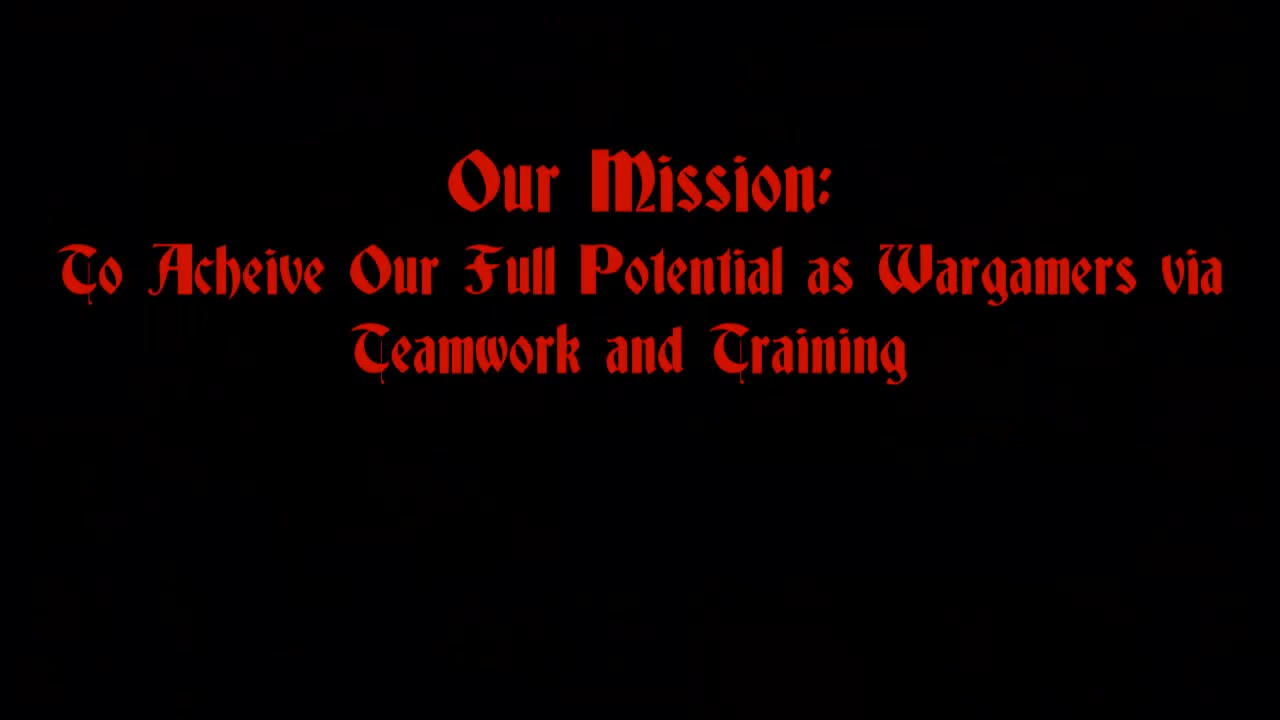 Our Mission:
To Acheive Our Full Potential as Wargamers via
Teamwork and Training